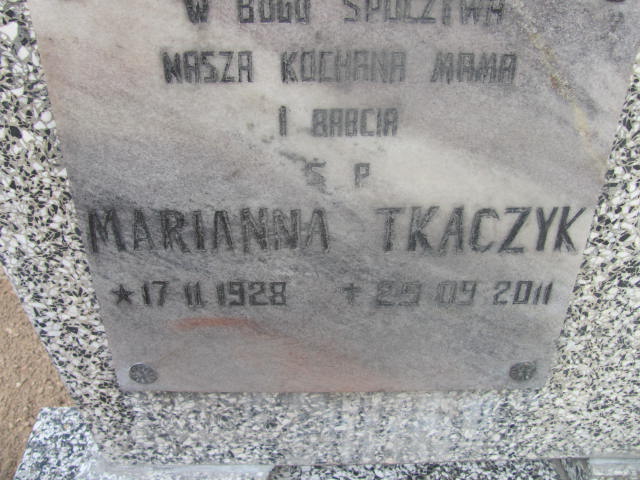 W BOGU SPOCZYWA
NASZA KOCHANA MAMA
I BABCIA
Ś P
MARIANNA TKACZYK
★ 17 11 1928 + 29 09 2011